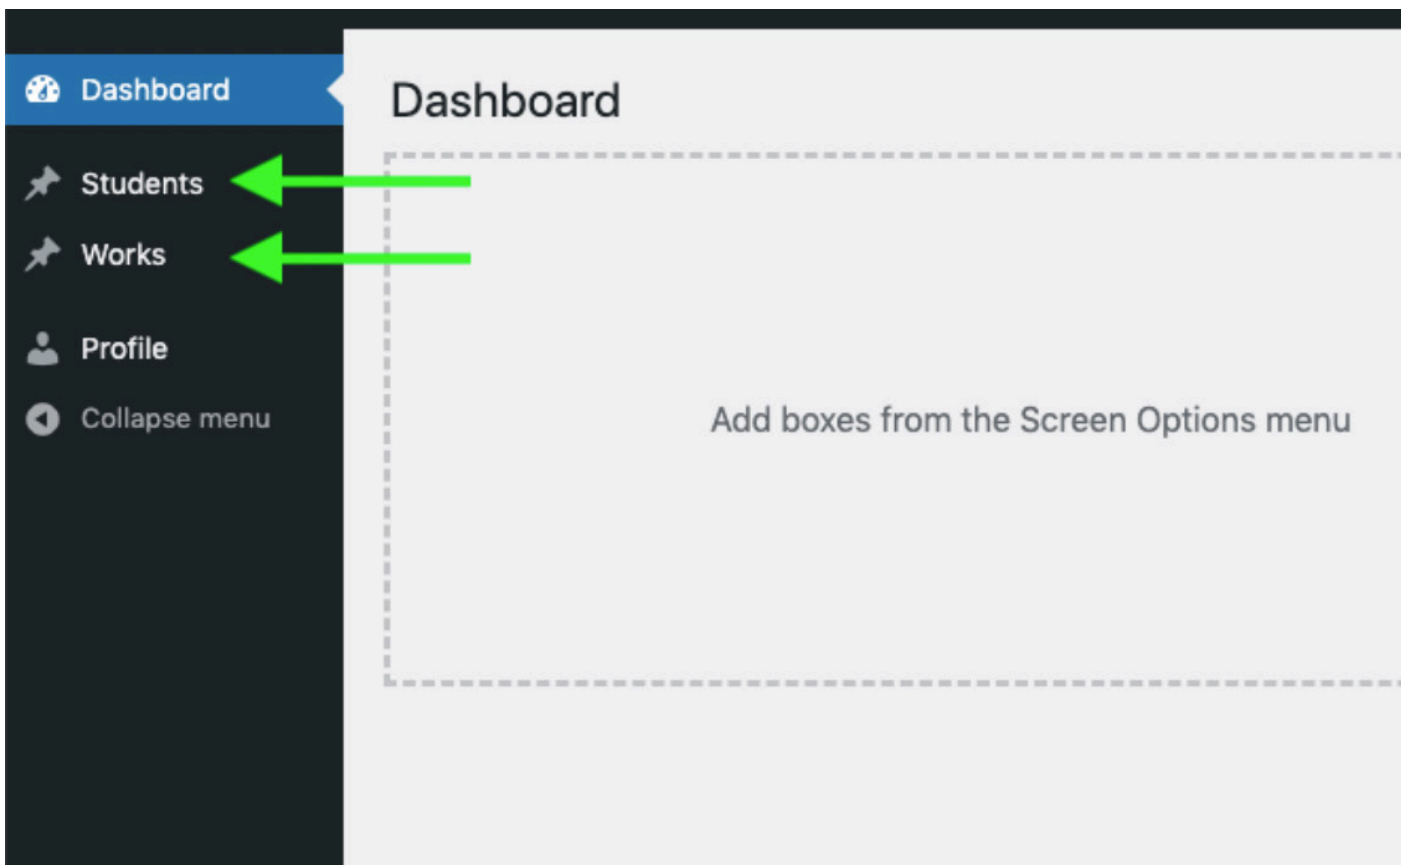 Dashboard
Students
Works
Profile
Collapse menu
Dashboard
Add boxes from the Screen Options menu